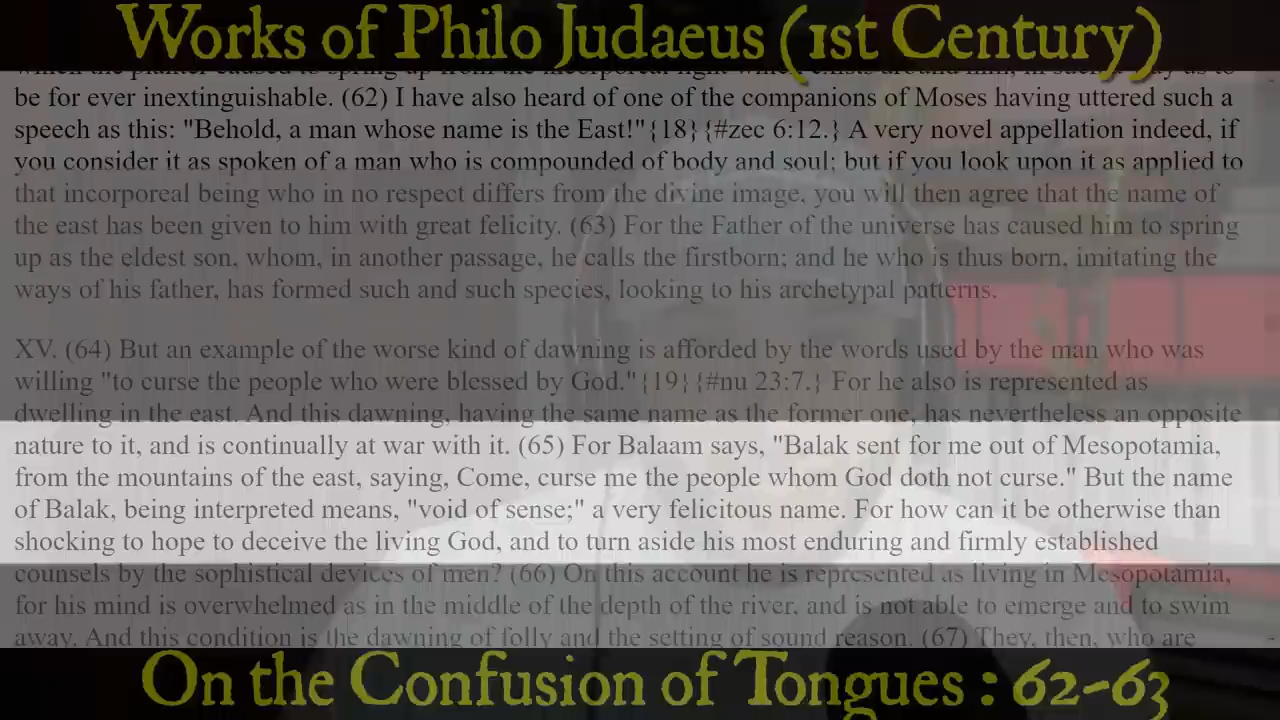 Works of Philo Judaeus (1st Century)
be for ever inextinguishable. (62) I have also heard of one of the companions of Moses having uttered such a
speech as this: "Behold, a man whose name is the East!"{18}{#zec 6:12.} A very novel appellation indeed, if
you consider it as spoken of a man who is compounded of body and soul; but if you look upon it as applied to
that incorporeal being who in no respect differs from the divine image, you will then agree that the name of
the east has been given to him with great felicity. (63) For the Father of the universe has caused him to spring
up as the eldest son, whom, in another passage, he calls the firstborn; and he who is thus born, imitating the
ways of his father, has formed such and such species, looking to his archetypal patterns.
XV. (64) But an example of the worse kind of dawning is afforded by the words used by the man who was
willing "to curse the people who were blessed by God."{19}{#nu 23:7.} For he also is represented as
dwelling in the east. And this dawning, having the same name as the former one, has nevertheless an opposite
nature to it, and is continually at war with it. (65) For Balaam says, "Balak sent for me out of Mesopotamia,
from the mountains of the east, saying, Come, curse me the people whom God doth not curse." But the name
of Balak, being interpreted means, "void of sense;" a very felicitous name. For how can it be otherwise than
shocking to hope to deceive the living God, and to turn aside his most enduring and firmly established
counsels by the sophistical devices of men? (66) On this account he is represented as living in Mesopotamia,
for his mind is overwhelmed as in the middle of the depth of the river, and is not able to emerge and to swim
away. And this condition is the dawning of folly and the setting of sound reason. (67) They, then, who are
On the Confusion of Tongues : 62-63